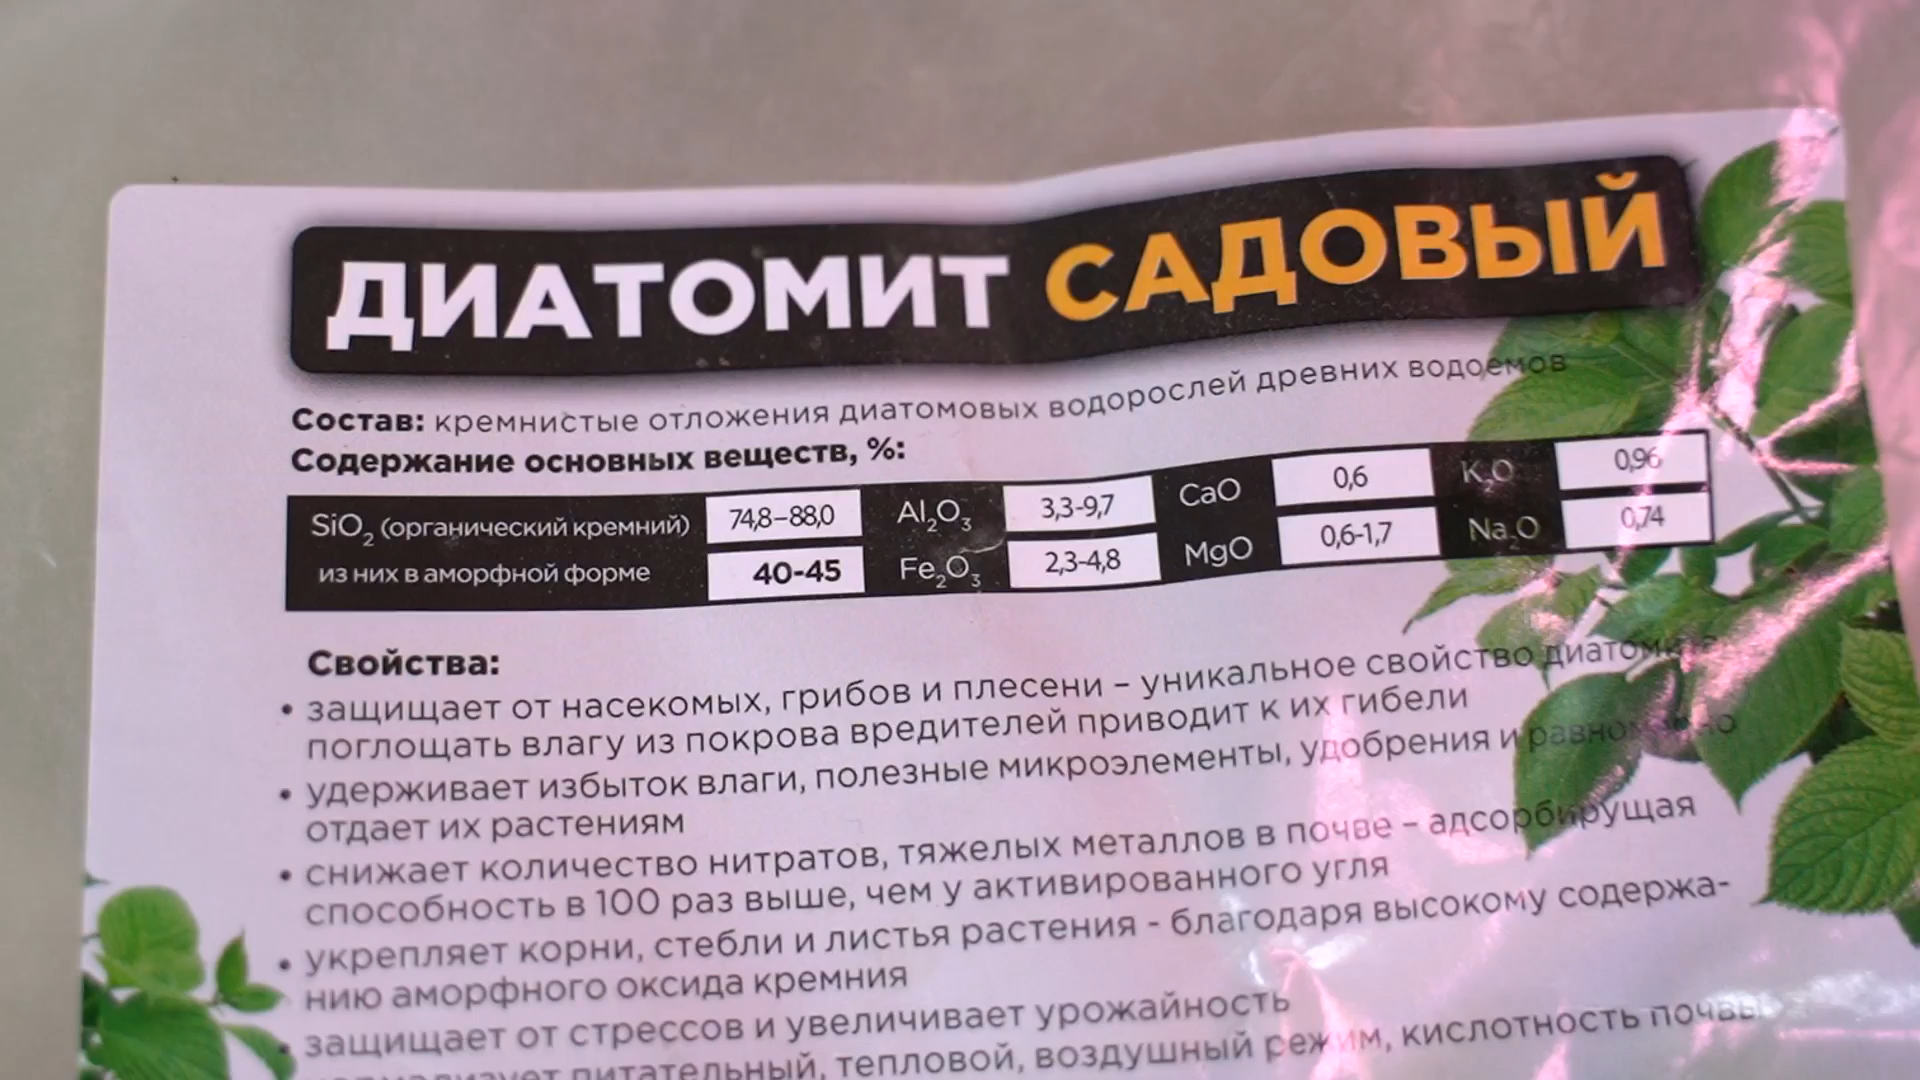 ДИАТОМИТ САДОВЫЙ
Состав: кремнистые отложения диатомовых водорослей древних водоемов
Содержание основных веществ, %:
SiO₂ (органический кремний) 74,8–88,0 Al₂O₃ 3,3-9,7 CaO 0,6 K₂O 0,96
из них в аморфной форме 40-45 Fe₂O₃ 2,3-4,8 MgO 0,6-1,7 Na₂O 0,74
Свойства:
• защищает от насекомых, грибов и плесени – уникальное свойство
поглощать влагу из покрова вредителей приводит к их гибели
• удерживает избыток влаги, полезные микроэлементы, удобрения и
отдает их растениям
• снижает количество нитратов, тяжелых металлов в почве – адсорбирущая
способность в 100 раз выше, чем у активированного угля
• укрепляет корни, стебли и листья растения - благодаря высокому содержа-
нию аморфного оксида кремния
• защищает от стрессов и увеличивает урожайность
питательный, тепловой, воздушный режим, кислотность почвы